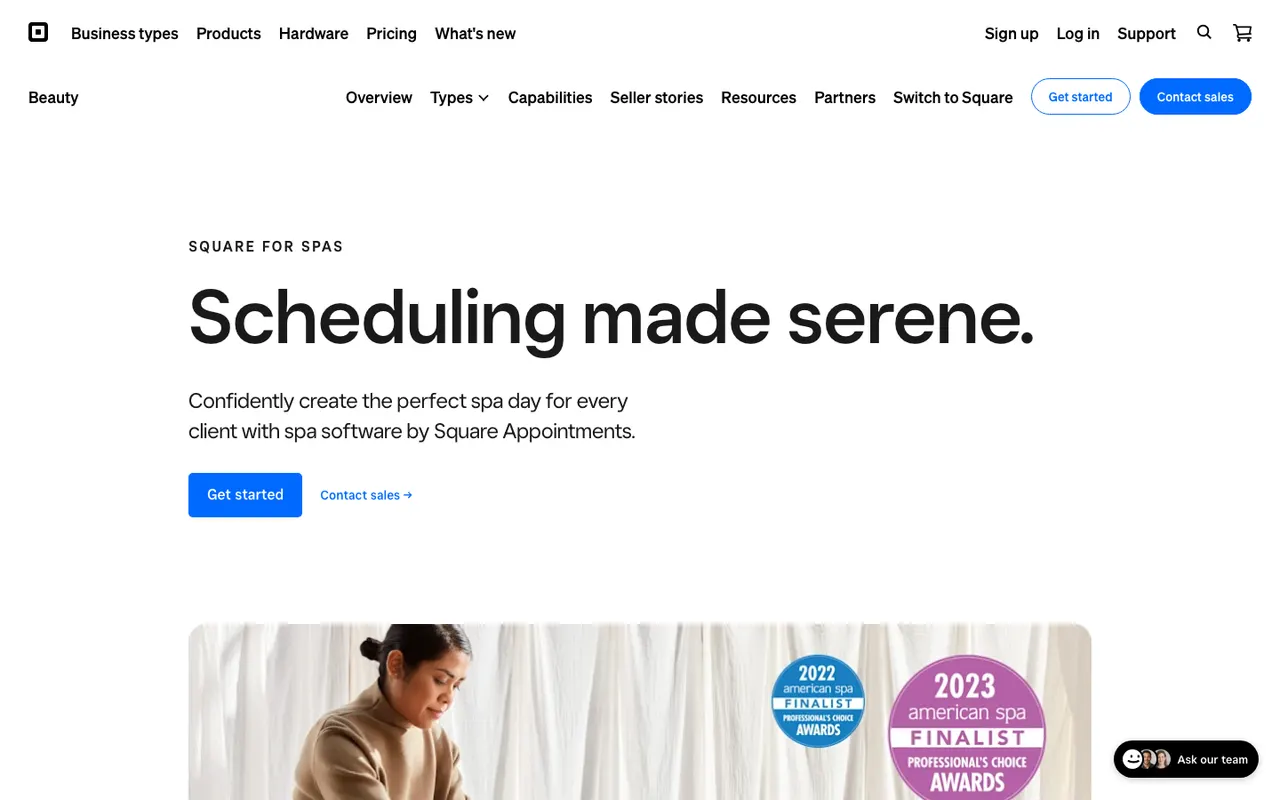 Business types Products Hardware Pricing What's new Sign up Log in Support
Beauty Overview Types Capabilities Seller stories Resources Partners Switch to Square Get started Contact sales
SQUARE FOR SPAS
Scheduling made serene.
Confidently create the perfect spa day for every
client with spa software by Square Appointments.
Get started Contact sales →
2022
american spa
FINALIST
PROFESSIONAL'S CHOICE
AWARDS
2023
american spa
FINALIST
PROFESSIONAL'S CHOICE
AWARDS
Ask our team